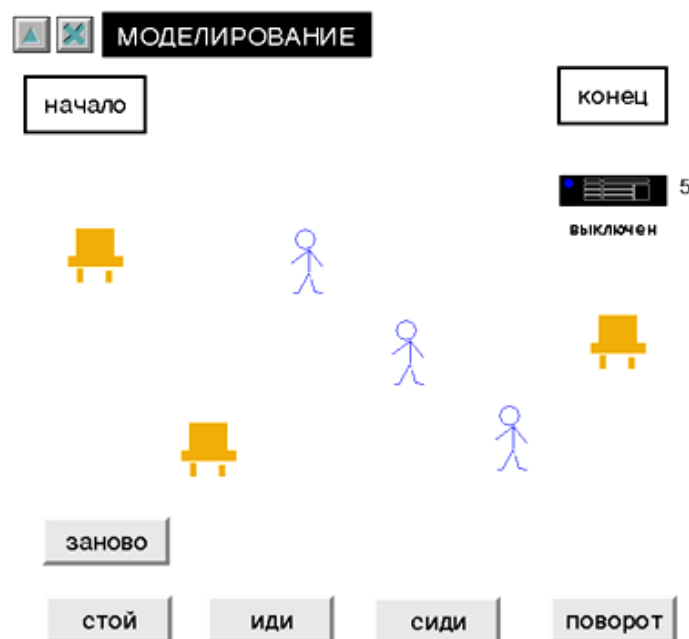 МОДЕЛИРОВАНИЕ
начало
конец
5
выключен
заново
стой
иди
сиди
поворот